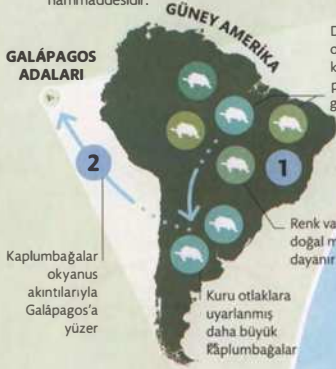 hammaddesidir.
GÜNEY AMERİKA
GALÁPAGOS
ADALARI
2
1
Kaplumbağalar
okyanus
akıntılarıyla
Galápagos'a
yüzer
Renk va
doğal m
dayanır
Kuru otlaklara
uyarlanmış
daha büyük
kaplumbağalar